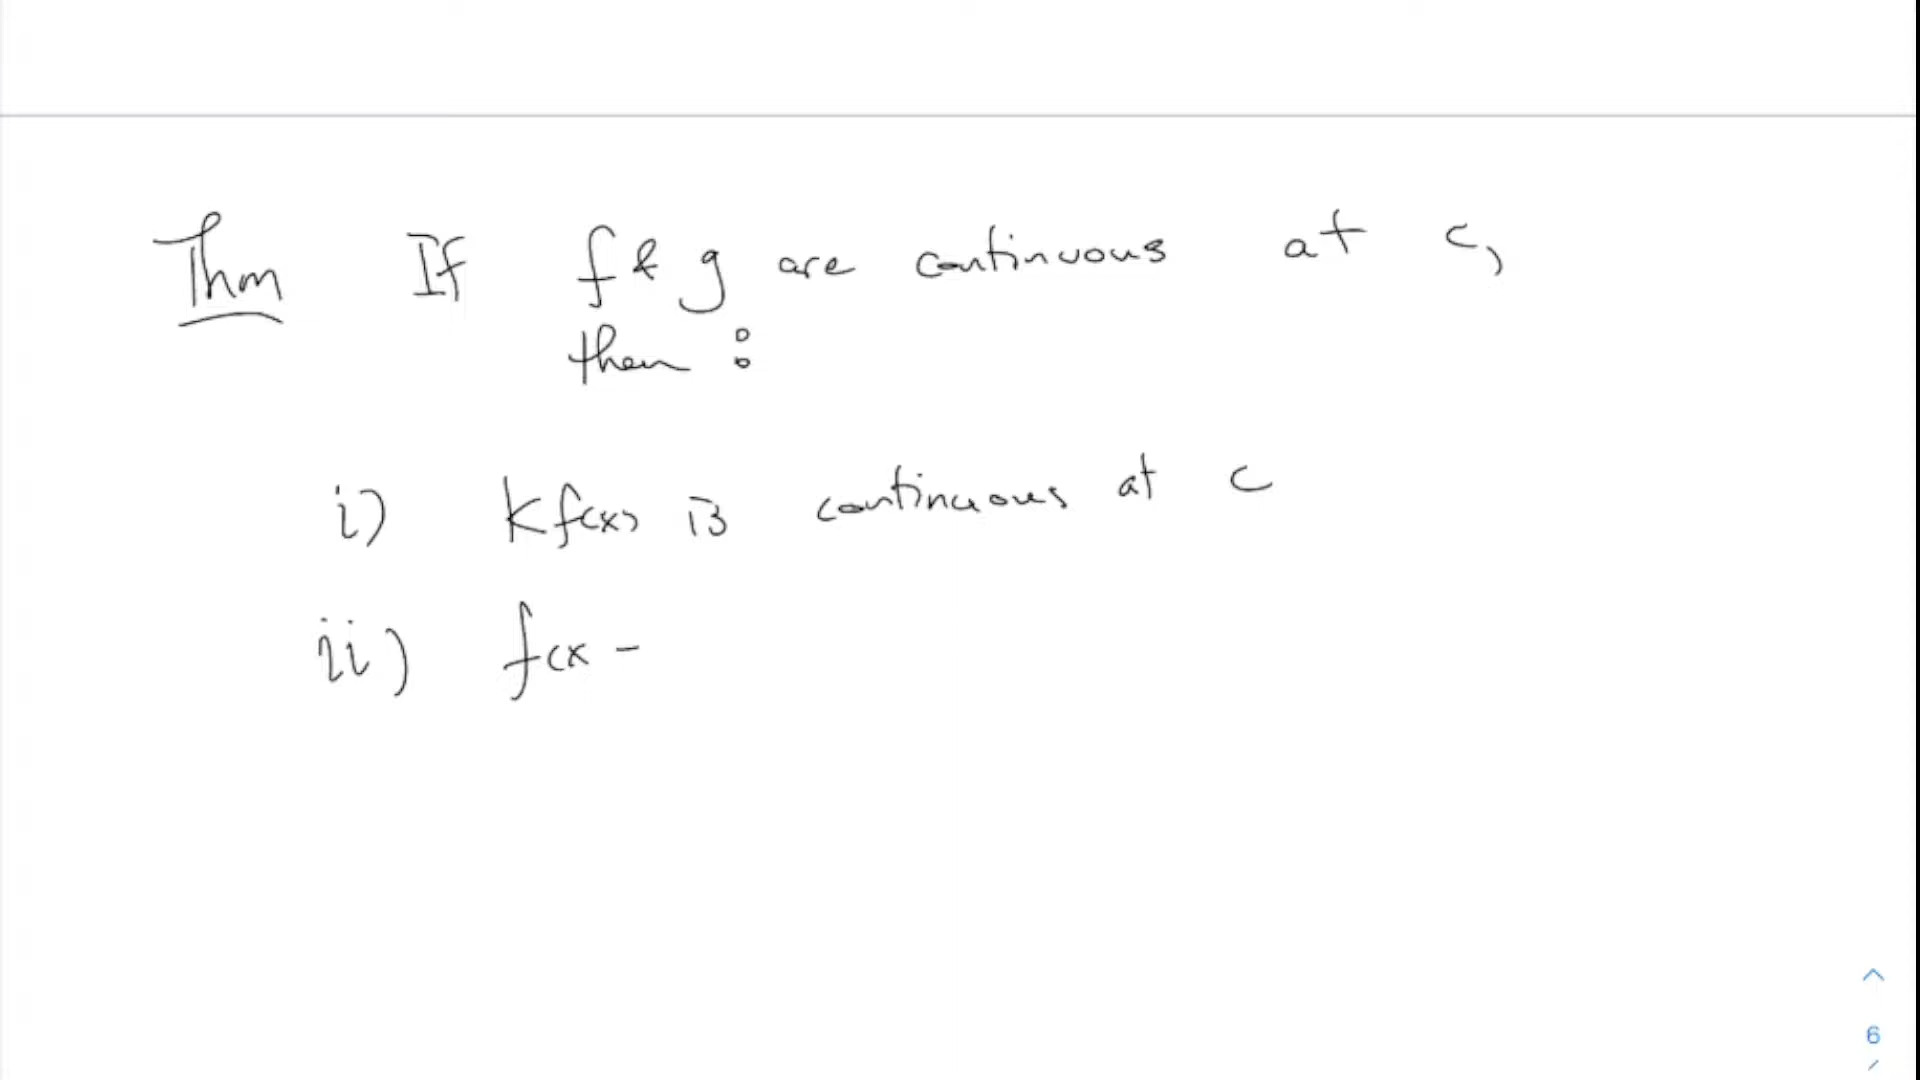 Thm If f & g are continuous at c,
then :
i) kf(x) is continuous at c
ii) f(x -
6